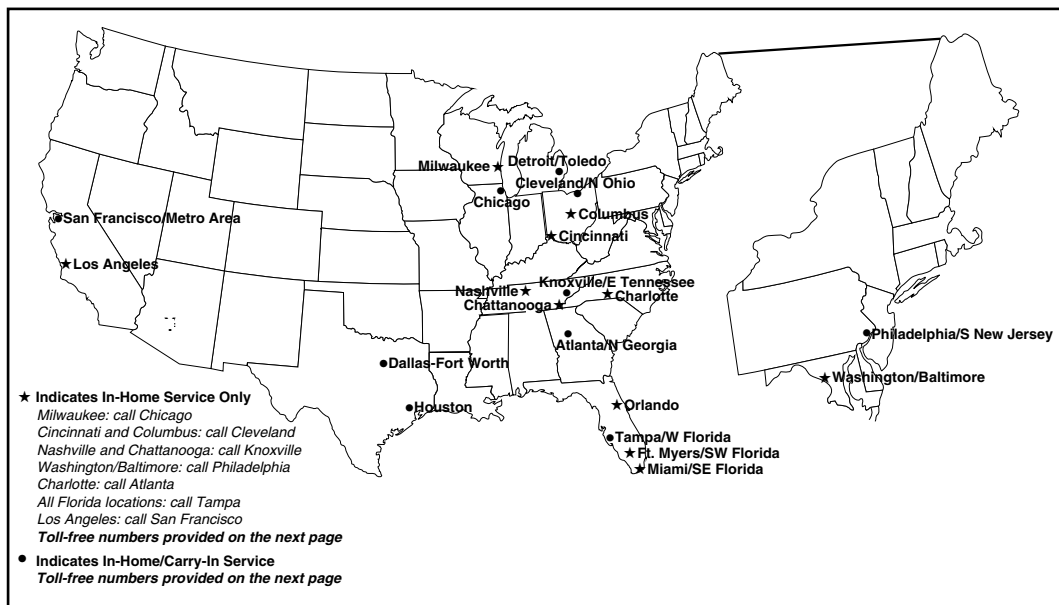 Milwaukee
Detroit/Toledo
Cleveland/N Ohio
Chicago
Columbus
San Francisco/Metro Area
Cincinnati
Los Angeles
Knoxville/E Tennessee
Nashville
Charlotte
Chattanooga
Philadelphia/S New Jersey
Atlanta/N Georgia
Dallas-Fort Worth
Washington/Baltimore
Houston
Orlando
Tampa/W Florida
Ft. Myers/SW Florida
Miami/SE Florida
★ Indicates In-Home Service Only
Milwaukee: call Chicago
Cincinnati and Columbus: call Cleveland
Nashville and Chattanooga: call Knoxville
Washington/Baltimore: call Philadelphia
Charlotte: call Atlanta
All Florida locations: call Tampa
Los Angeles: call San Francisco
Toll-free numbers provided on the next page
● Indicates In-Home/Carry-In Service
Toll-free numbers provided on the next page